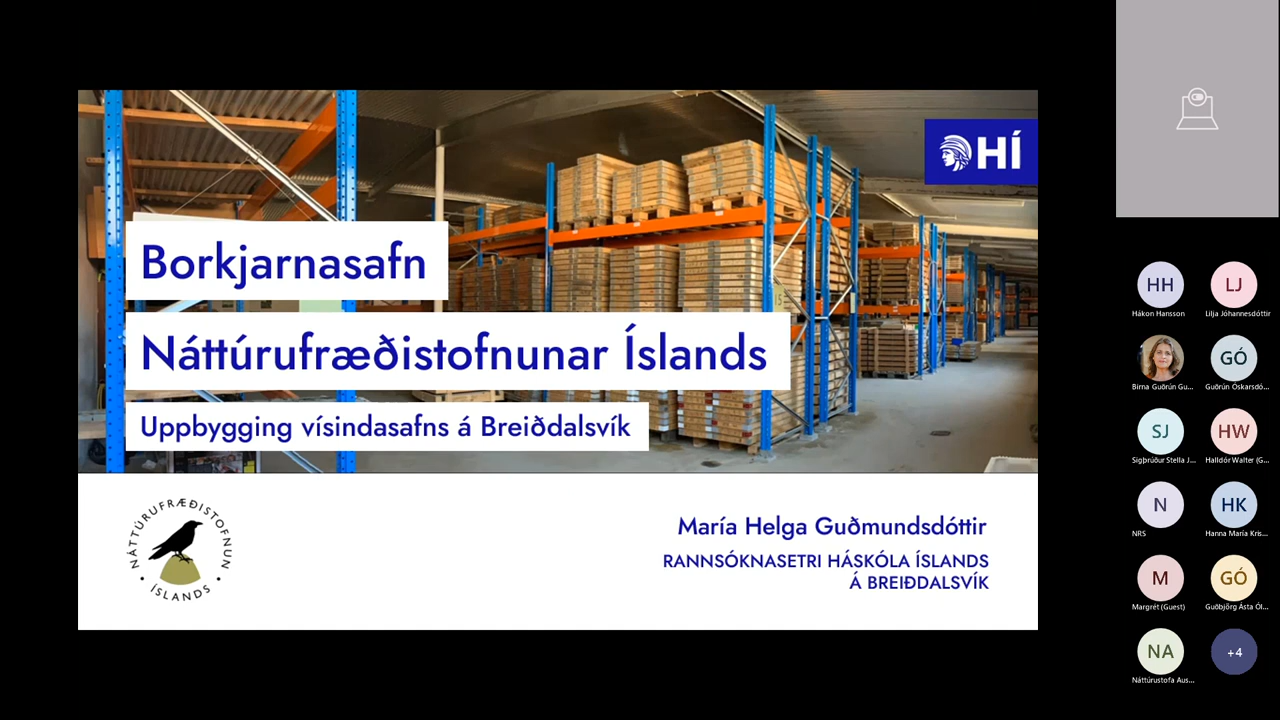 HÍ
Borkjarnasafn
Náttúrufræðistofnunar Íslands
Uppbygging vísindasafns á Breiðdalsvík
NÁTTÚRUFRÆÐISTOFNUN
ÍSLANDS
María Helga Guðmundsdóttir
RANNSÓKNASETRI HÁSKÓLA ÍSLANDS
Á BREIÐDALSVÍK
HH
Hákon Hansson
LJ
Lilja Jóhannesdóttir
Birna Guðrún Gu...
GÓ
Guðrún Óskarsdó...
SJ
Sigþrúður Stella J...
HW
Halldór Walter (G...
N
NRS
HK
Hanna María Kris...
M
Margrét (Guest)
GÓ
Guðbjörg Ásta Ól...
NA
Náttúrustofa Aus...
+4